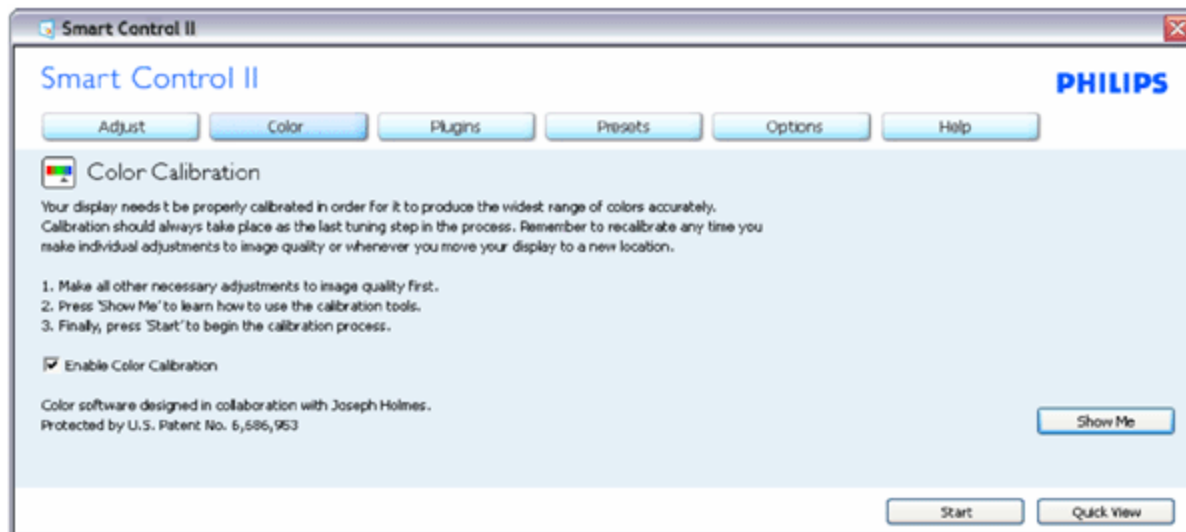 Smart Control II
Smart Control II
PHILIPS
Adjust Color Plugins Presets Options Help
Color Calibration
Your display needs t be properly calibrated in order for it to produce the widest range of colors accurately.
Calibration should always take place as the last tuning step in the process. Remember to recalibrate any time you
make individual adjustments to image quality or whenever you move your display to a new location.
1. Make all other necessary adjustments to image quality first.
2. Press 'Show Me' to learn how to use the calibration tools.
3. Finally, press 'Start' to begin the calibration process.
Enable Color Calibration
Color software designed in collaboration with Joseph Holmes.
Protected by U.S. Patent No. 6,686,953
Show Me
Start Quick View